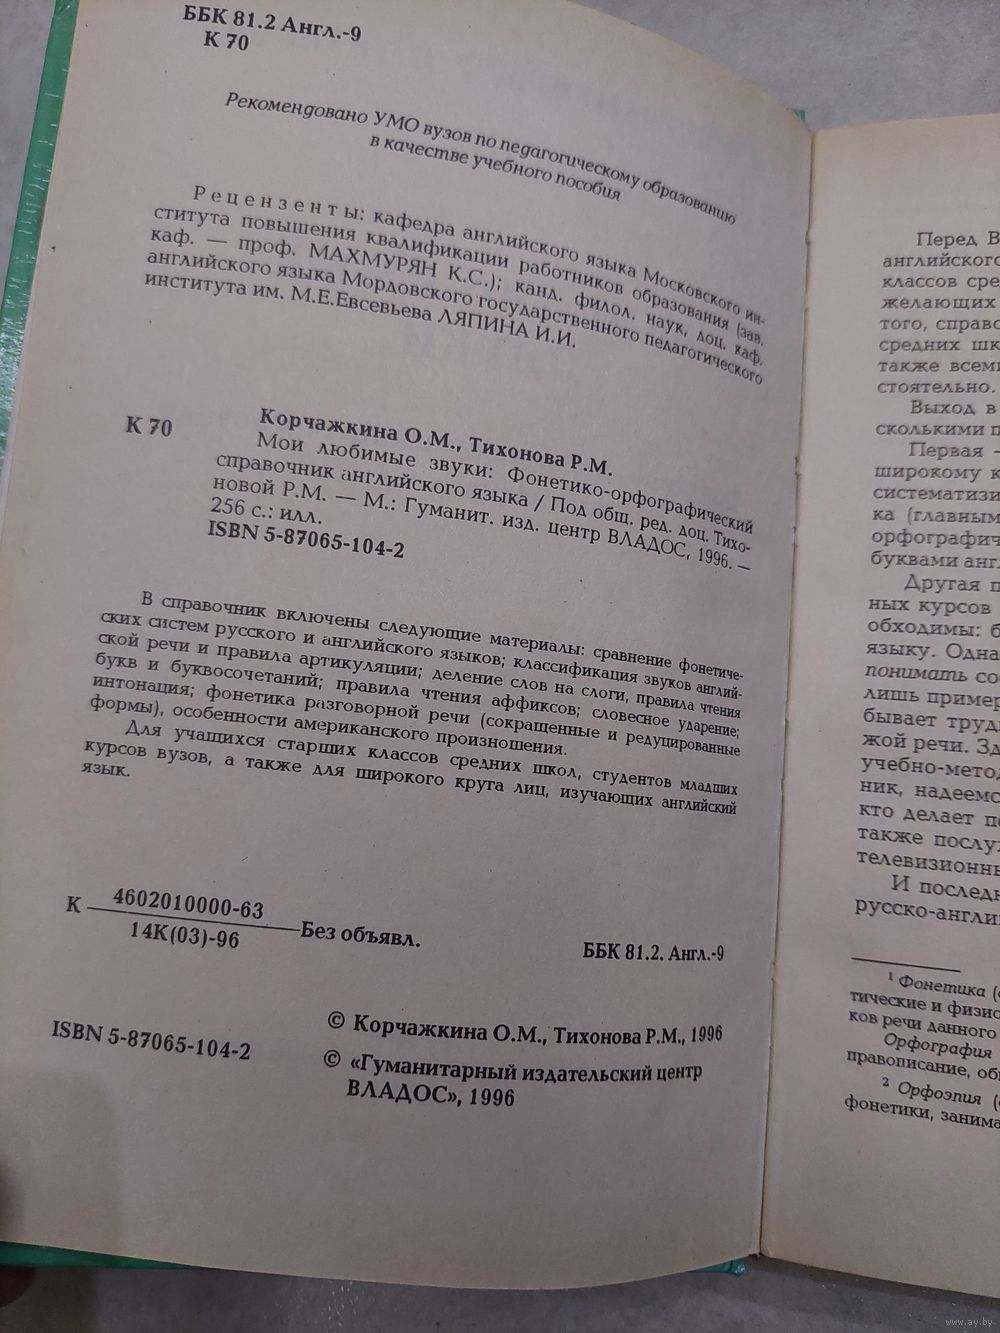 ББК 81.2 Англ.-9
К 70
Рекомендовано УМО вузов по педагогическому образованию
в качестве учебного пособия
Рецензенты: кафедра английского языка Московского ин-
ститута повышения квалификации работников образования (зав.
каф. — проф. МАХМУРЯН К.С.); канд. филол. наук, доц. каф.
английского языка Мордовского государственного педагогического
института им. М.Е.Евсевьева ЛЯПИНА И.И.
Корчажкина О.М., Тихонова Р.М.
К 70
Мои любимые звуки: Фонетико-орфографический
справочник английского языка / Под общ. ред. доц. Тихо-
новой Р.М. — М.: Гуманит. изд. центр ВЛАДОС, 1996. —
256 с.: илл.
ISBN 5-87065-104-2
В справочник включены следующие материалы: сравнение фонетиче-
ских систем русского и английского языков; классификация звуков англий-
ской речи и правила артикуляции; деление слов на слоги, правила чтения
букв и буквосочетаний; правила чтения аффиксов; словесное ударение;
интонация; фонетика разговорной речи (сокращенные и редуцированные
формы), особенности американского произношения.
Для учащихся старших классов средних школ, студентов младших
курсов вузов, а также для широкого круга лиц, изучающих английский
язык.
К 4602010000-63
14К(03)-96
Без объявл.
ББК 81.2. Англ.-9
ISBN 5-87065-104-2
© Корчажкина О.М., Тихонова Р.М., 1996
© «Гуманитарный издательский центр
ВЛАДОС», 1996
Перед В
английского
классов сре
желающих
того, справо
средних шк
также всеми
стоятельно.
Выход в
сколькими п
Первая -
широкому к
систематизи
ка (главным
орфографич
буквами англ
Другая п
ных курсов
обходимы: б
языку. Одна
понимать со
лишь пример
бывает труд
жой речи. Зд
учебно-метод
ник, надеемс
кто делает пе
также послу
телевизионны
И последн
русско-англи
1 Фонетика (
тические и физио
ков речи данного
Орфография
правописание, об
2 Орфоэпия (
фонетики, занима
www.ay.by